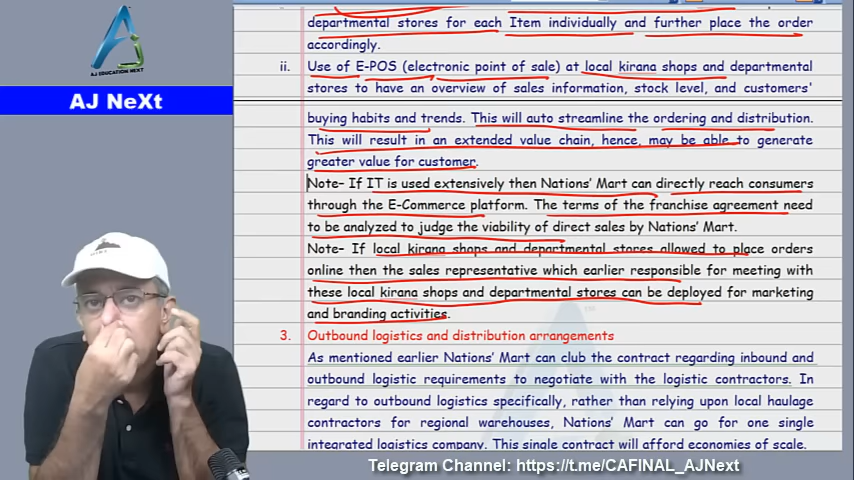 departmental stores for each Item individually and further place the order
accordingly.
ii. Use of E-POS (electronic point of sale) at local kirana shops and departmental
stores to have an overview of sales information, stock level, and customers'
buying habits and trends. This will auto streamline the ordering and distribution.
This will result in an extended value chain, hence, may be able to generate
greater value for customer.
Note- If IT is used extensively then Nations' Mart can directly reach consumers
through the E-Commerce platform. The terms of the franchise agreement need
to be analyzed to judge the viability of direct sales by Nations' Mart.
Note- If local kirana shops and departmental stores allowed to place orders
online then the sales representative which earlier responsible for meeting with
these local kirana shops and departmental stores can be deployed for marketing
and branding activities.
3. Outbound logistics and distribution arrangements
As mentioned earlier Nations' Mart can club the contract regarding inbound and
outbound logistic requirements to negotiate with the logistic contractors. In
regard to outbound logistics specifically, rather than relying upon local haulage
contractors for regional warehouses, Nations' Mart can go for one single
integrated logistics company. This single contract will afford economies of scale.
AJ EDUCATION NEXT
AJ NeXt
Telegram Channel: https://t.me/CAFINAL_AJNext